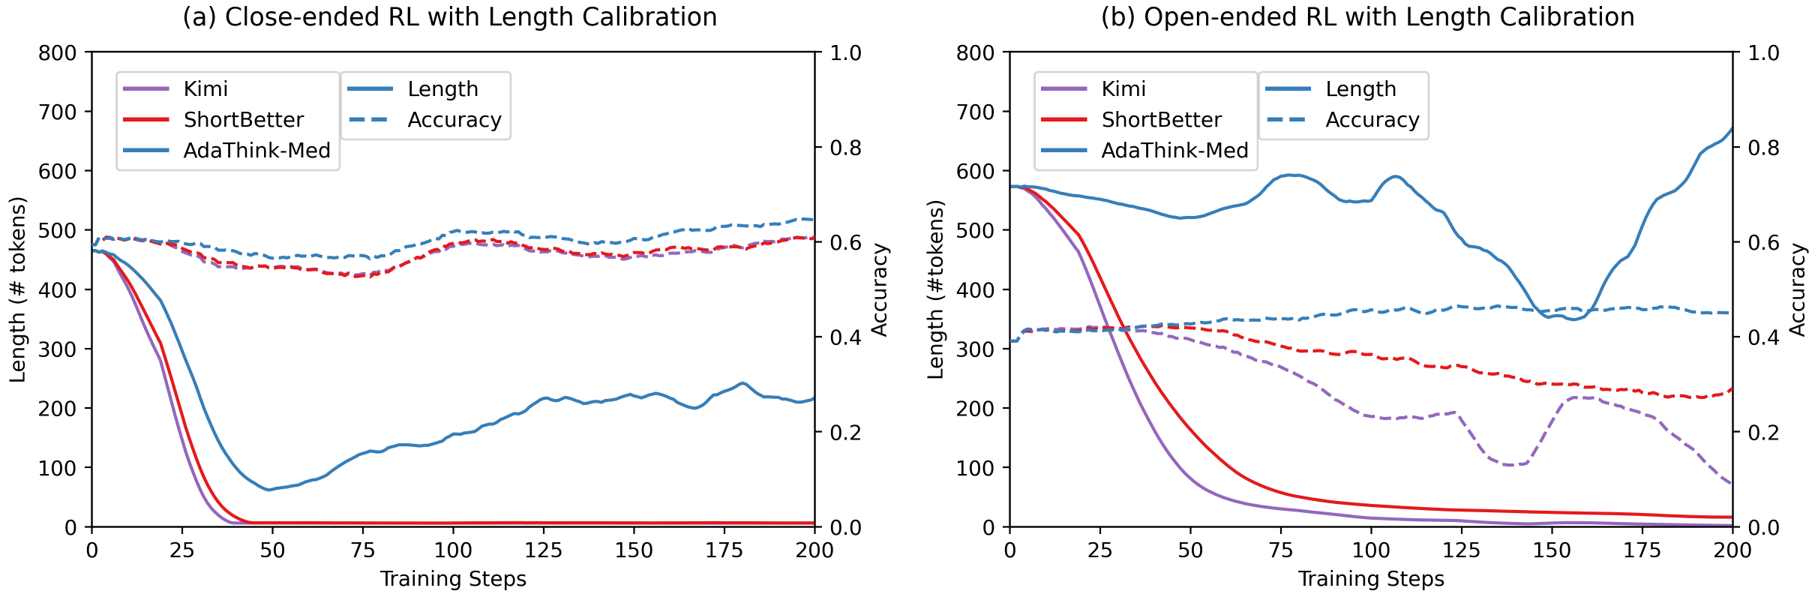 (a) Close-ended RL with Length Calibration
800
700
600
500
400
300
200
100
0
Length (# tokens)
Kimi
ShortBetter
AdaThink-Med
Length
Accuracy
1.0
0.8
0.6
0.4
0.2
0.0
Accuracy
0 25 50 75 100 125 150 175 200
Training Steps
(b) Open-ended RL with Length Calibration
800
700
600
500
400
300
200
100
0
Length (#tokens)
Kimi
ShortBetter
AdaThink-Med
Length
Accuracy
1.0
0.8
0.6
0.4
0.2
0.0
Accuracy
0 25 50 75 100 125 150 175 200
Training Steps